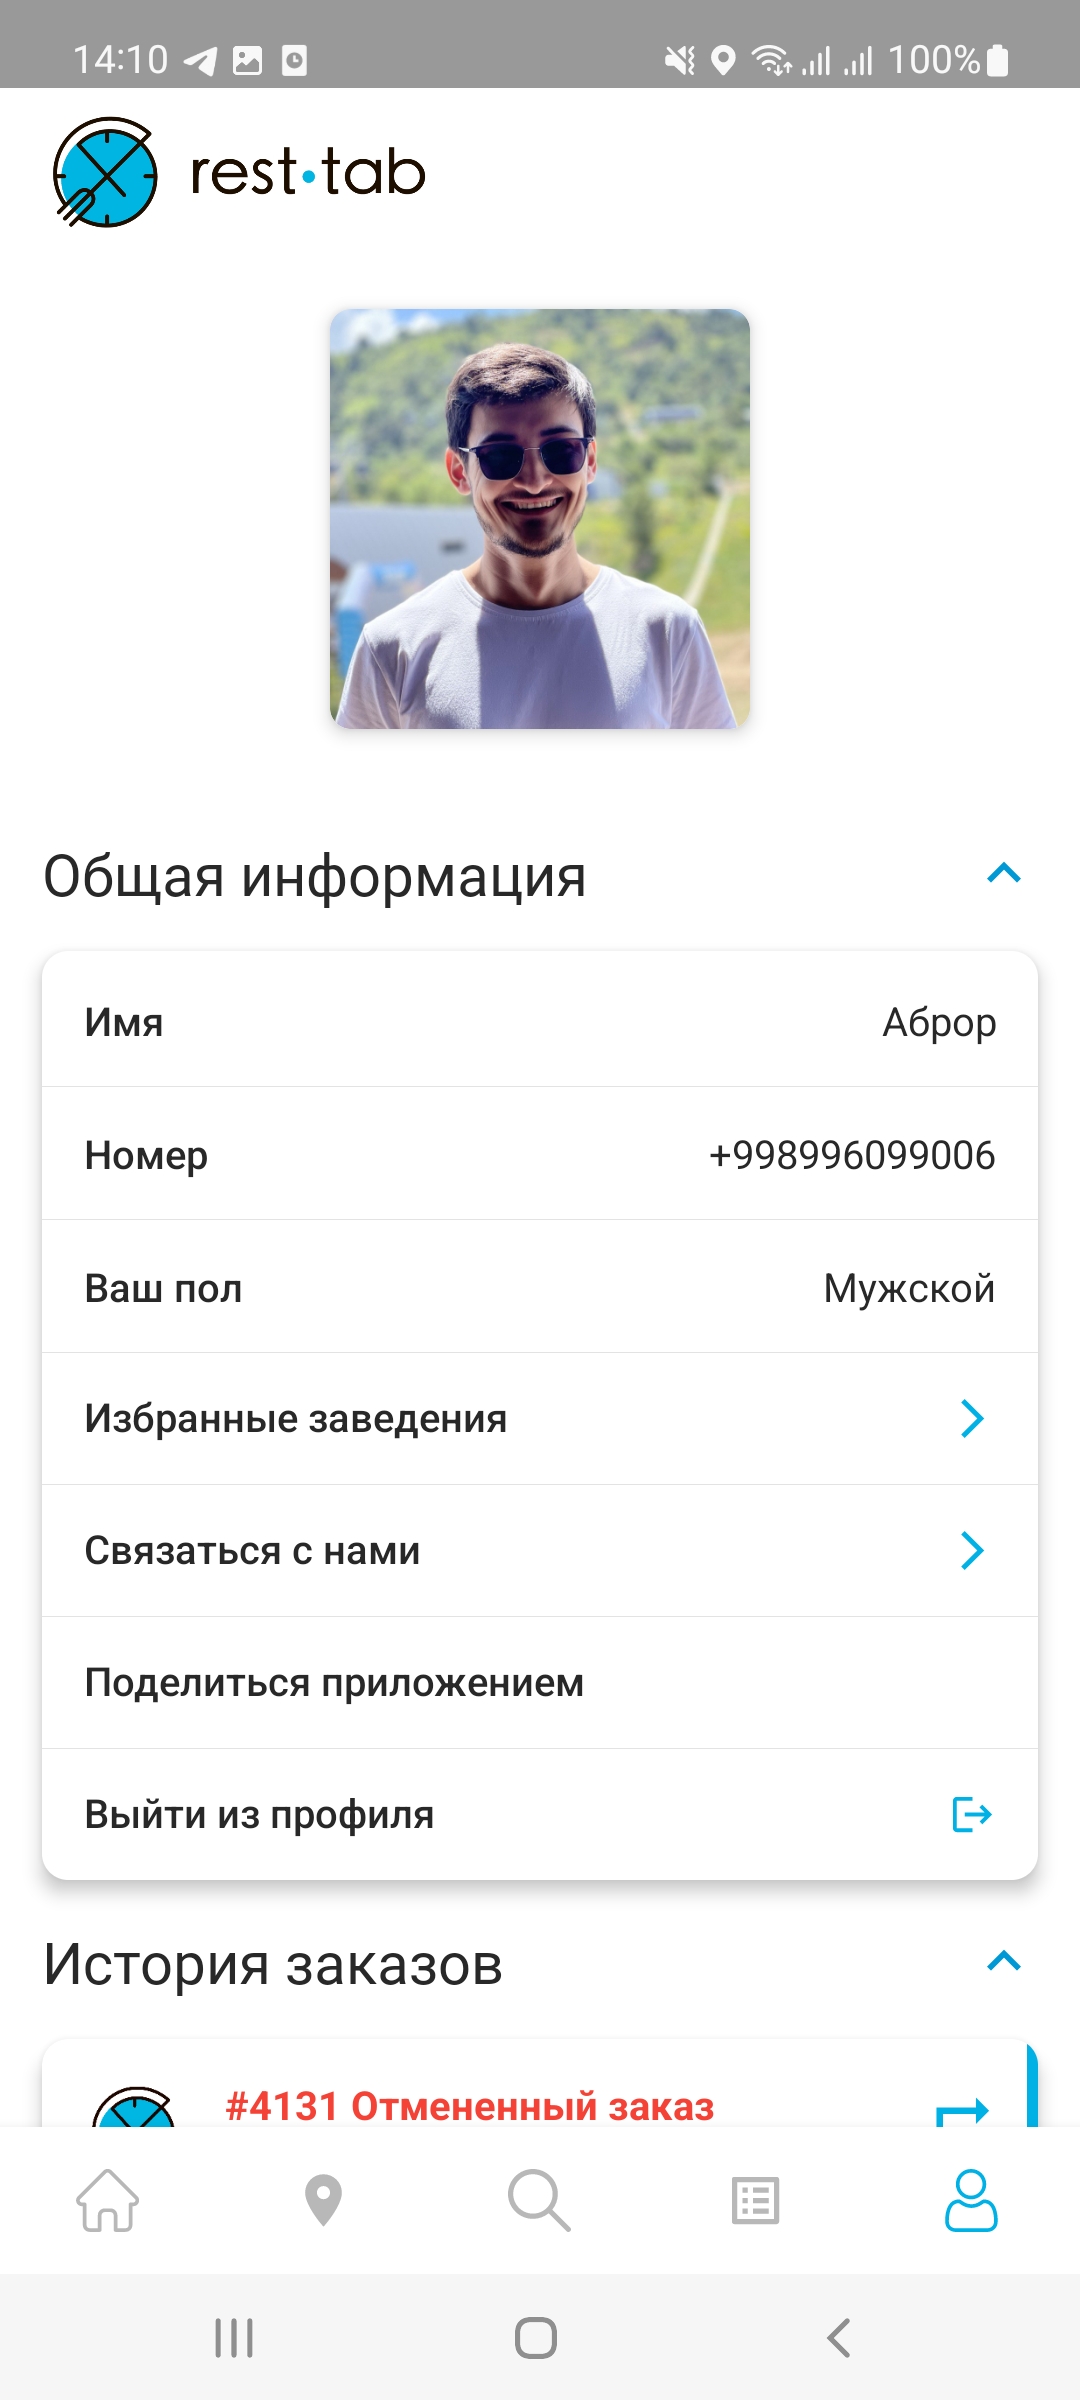 14:10 100%
rest·tab
Общая информация
Имя Аброр
Номер +998996099006
Ваш пол Мужской
Избранные заведения
Связаться с нами
Поделиться приложением
Выйти из профиля
История заказов
#4131 Отмененный заказ